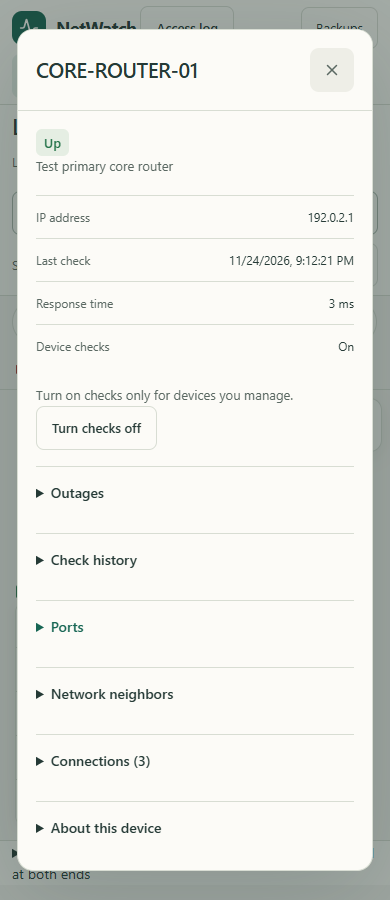 NetWatch
Access log
Backups
CORE-ROUTER-01
Up
Test primary core router
IP address 192.0.2.1
Last check 11/24/2026, 9:12:21 PM
Response time 3 ms
Device checks On
Turn on checks only for devices you manage.
Turn checks off
Outages
Check history
Ports
Network neighbors
Connections (3)
About this device
at both ends